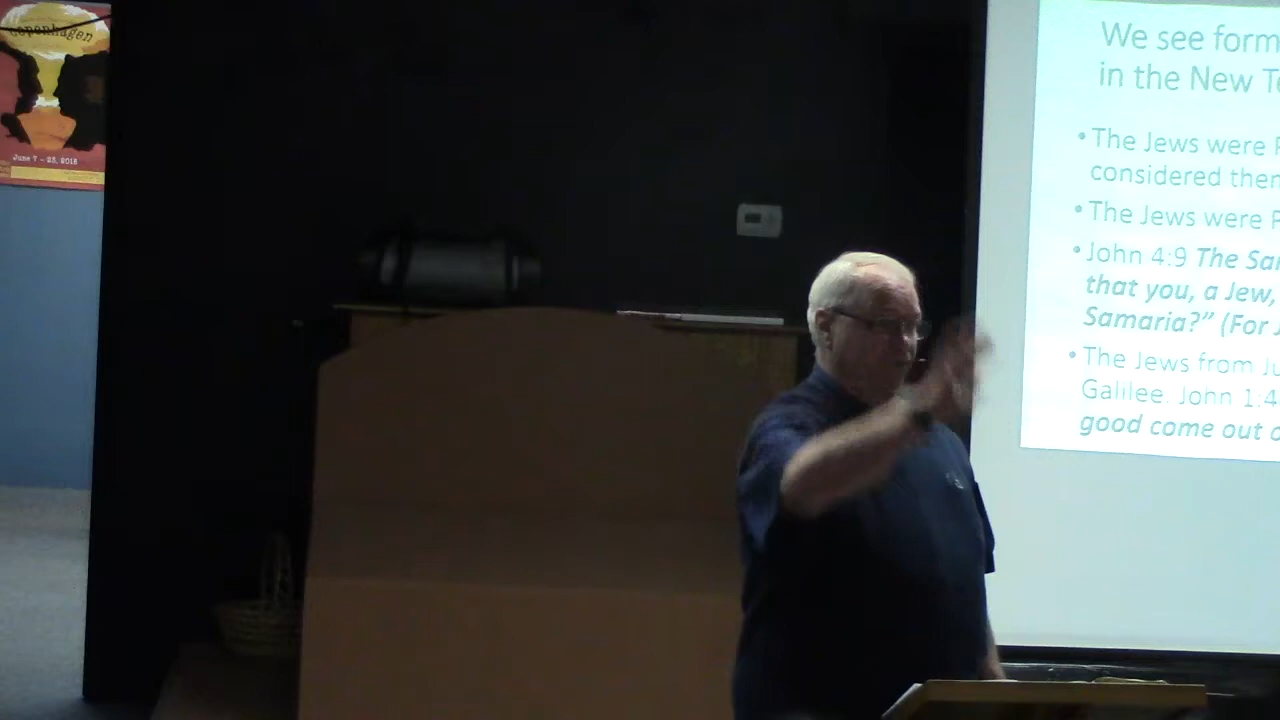 Copenhagen
June 7 - 23, 2018
We see form
in the New Te
• The Jews were P
considered them
• The Jews were P
• John 4:9 The Sam
that you, a Jew,
Samaria?” (For J
• The Jews from Ju
Galilee. John 1:4
good come out o